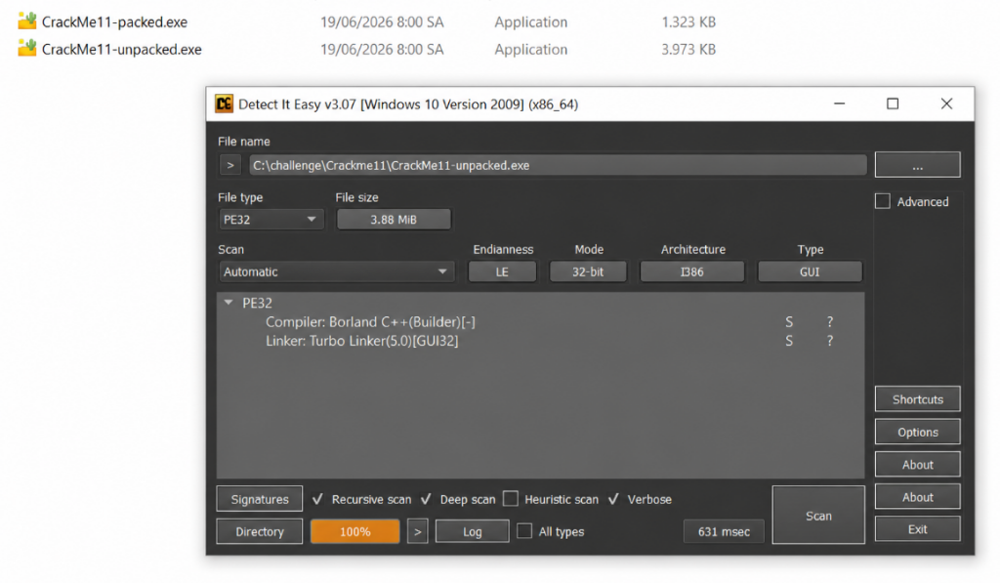 CrackMe11-packed.exe 19/06/2026 8:00 SA Application 1.323 KB
CrackMe11-unpacked.exe 19/06/2026 8:00 SA Application 3.973 KB
Detect It Easy v3.07 [Windows 10 Version 2009] (x86_64)
File name
> C:\challenge\Crackme11\CrackMe11-unpacked.exe ...
File type File size Advanced
PE32 3.88 MiB
Scan Endianness Mode Architecture Type
Automatic LE 32-bit I386 GUI
PE32
Compiler: Borland C++(Builder)[-] S ?
Linker: Turbo Linker(5.0)[GUI32] S ?
Shortcuts
Options
About
Signatures Recursive scan Deep scan Heuristic scan Verbose Scan About
Directory 100% > Log All types 631 msec Exit